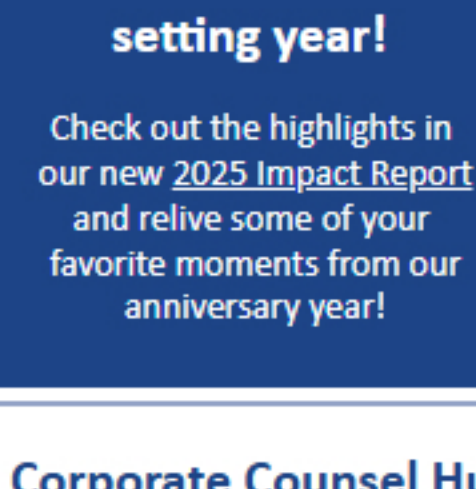 setting year!
Check out the highlights in
our new 2025 Impact Report
and relive some of your
favorite moments from our
anniversary year!
Corporate Counsel